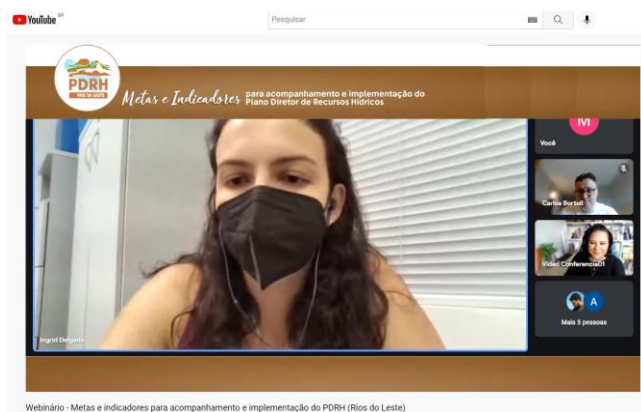 YouTube BR
Pesquisar
PDRH
RIOS DO LESTE
Metas e Indicadores
para acompanhamento e implementação do
Plano Diretor de Recursos Hídricos
M
Você
Carlos Bortoli
Video Conferencia01
A
Mais 5 pessoas
Ingrid Delgado
Webinário - Metas e indicadores para acompanhamento e implementação do PDRH (Rios do Leste)